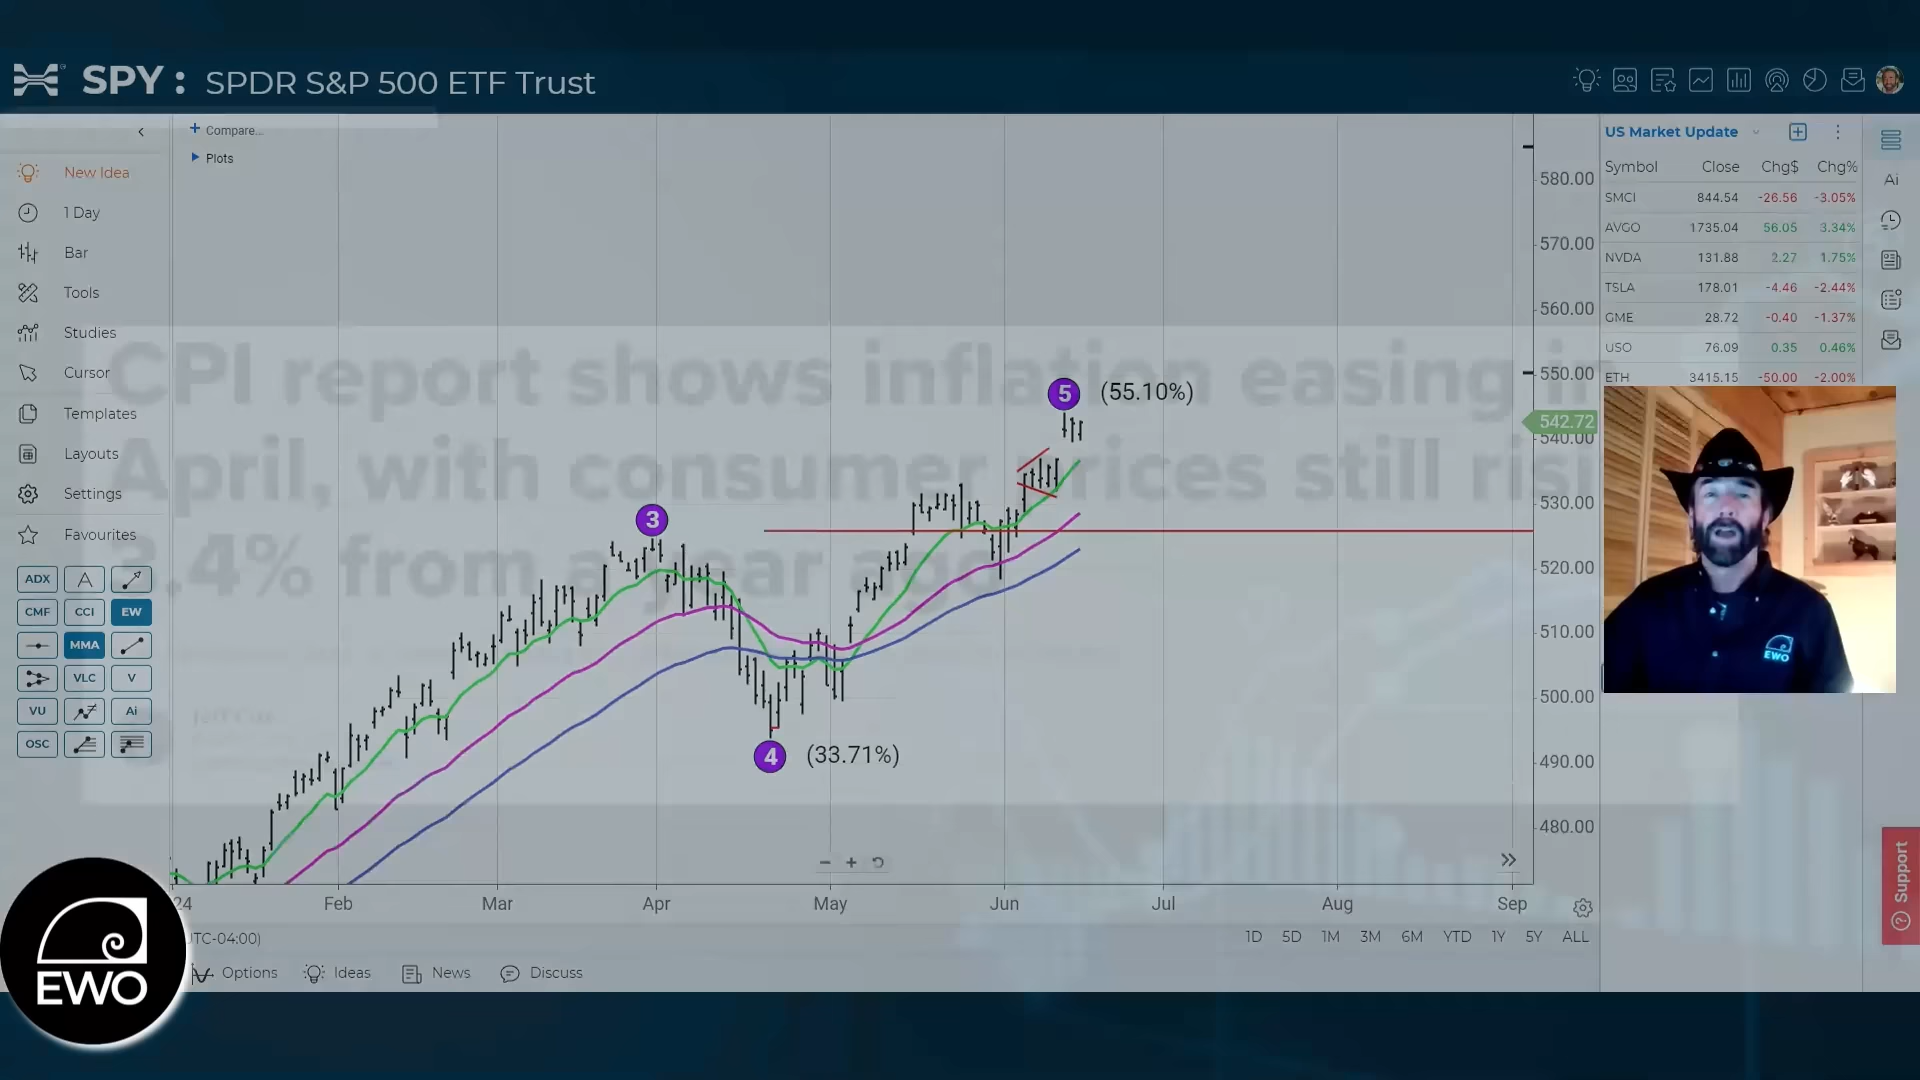 SPY : SPDR S&P 500 ETF Trust
Compare...
Plots
New Idea
1 Day
Bar
Tools
Studies
Cursor
Templates
Layouts
Settings
Favourites
ADX
CMF CCI EW
MMA
VLC V
VU Ai
OSC
CPI report shows inflation easing in
April, with consumer prices still risi
3.4% from a year ago
3
4 (33.71%)
5 (55.10%)
580.00
570.00
560.00
550.00
542.72
540.00
530.00
520.00
510.00
500.00
490.00
480.00
24 Feb Mar Apr May Jun Jul Aug Sep
UTC-04:00)
1D 5D 1M 3M 6M YTD 1Y 5Y ALL
Options Ideas News Discuss
US Market Update
Symbol Close Chg$ Chg%
SMCI 844.54 -26.56 -3.05%
AVGO 1735.04 56.05 3.34%
NVDA 131.88 2.27 1.75%
TSLA 178.01 -4.46 -2.44%
GME 28.72 -0.40 -1.37%
USO 76.09 0.35 0.46%
ETH 3415.15 -50.00 -2.00%
Ai
EWO
Support
EWO